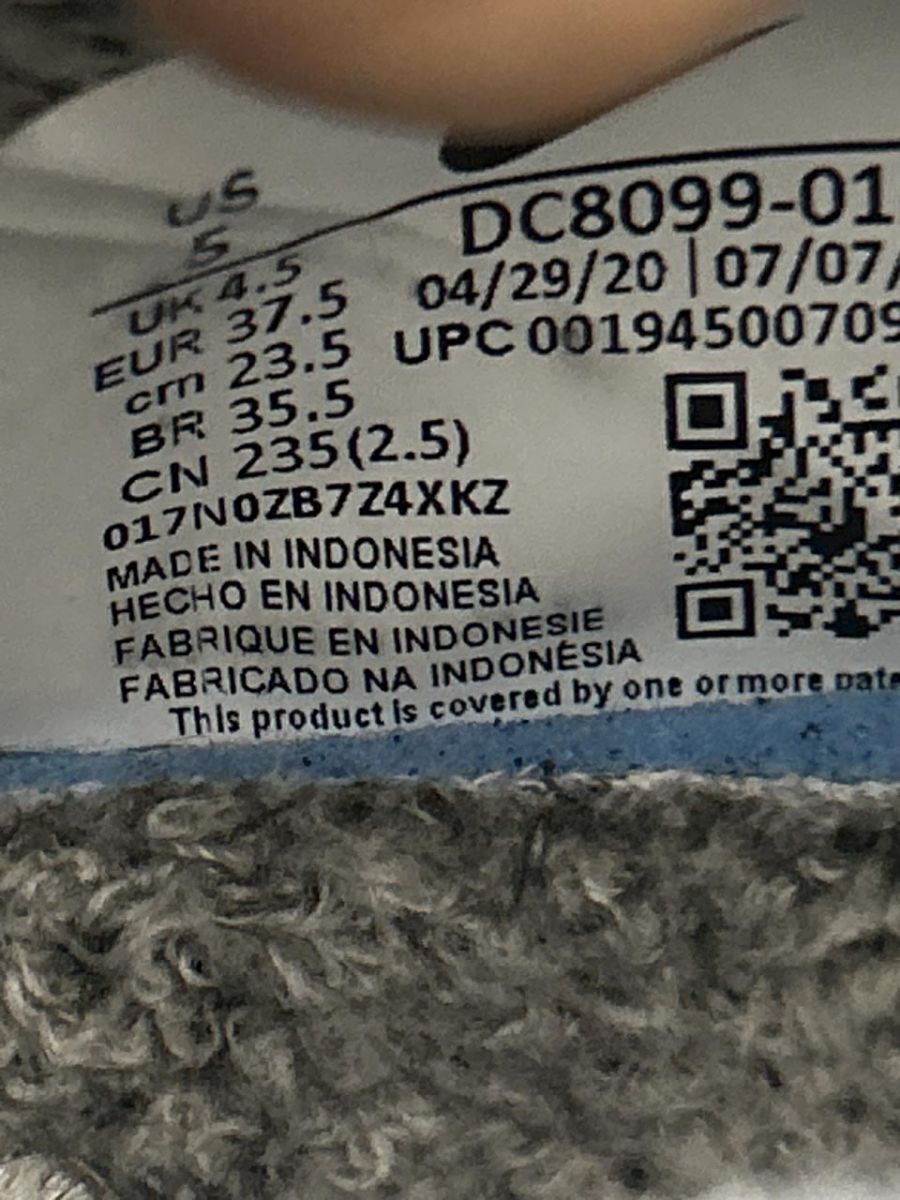 US
5
UK 4.5
EUR 37.5
cm 23.5
BR 35.5
CN 235(2.5)
017N0ZB7Z4XKZ
MADE IN INDONESIA
HECHO EN INDONESIA
FABRIQUE EN INDONESIE
FABRICADO NA INDONÉSIA
This product is covered by one or more pate
DC8099-01
04/29/20 | 07/07/
UPC 00194500709